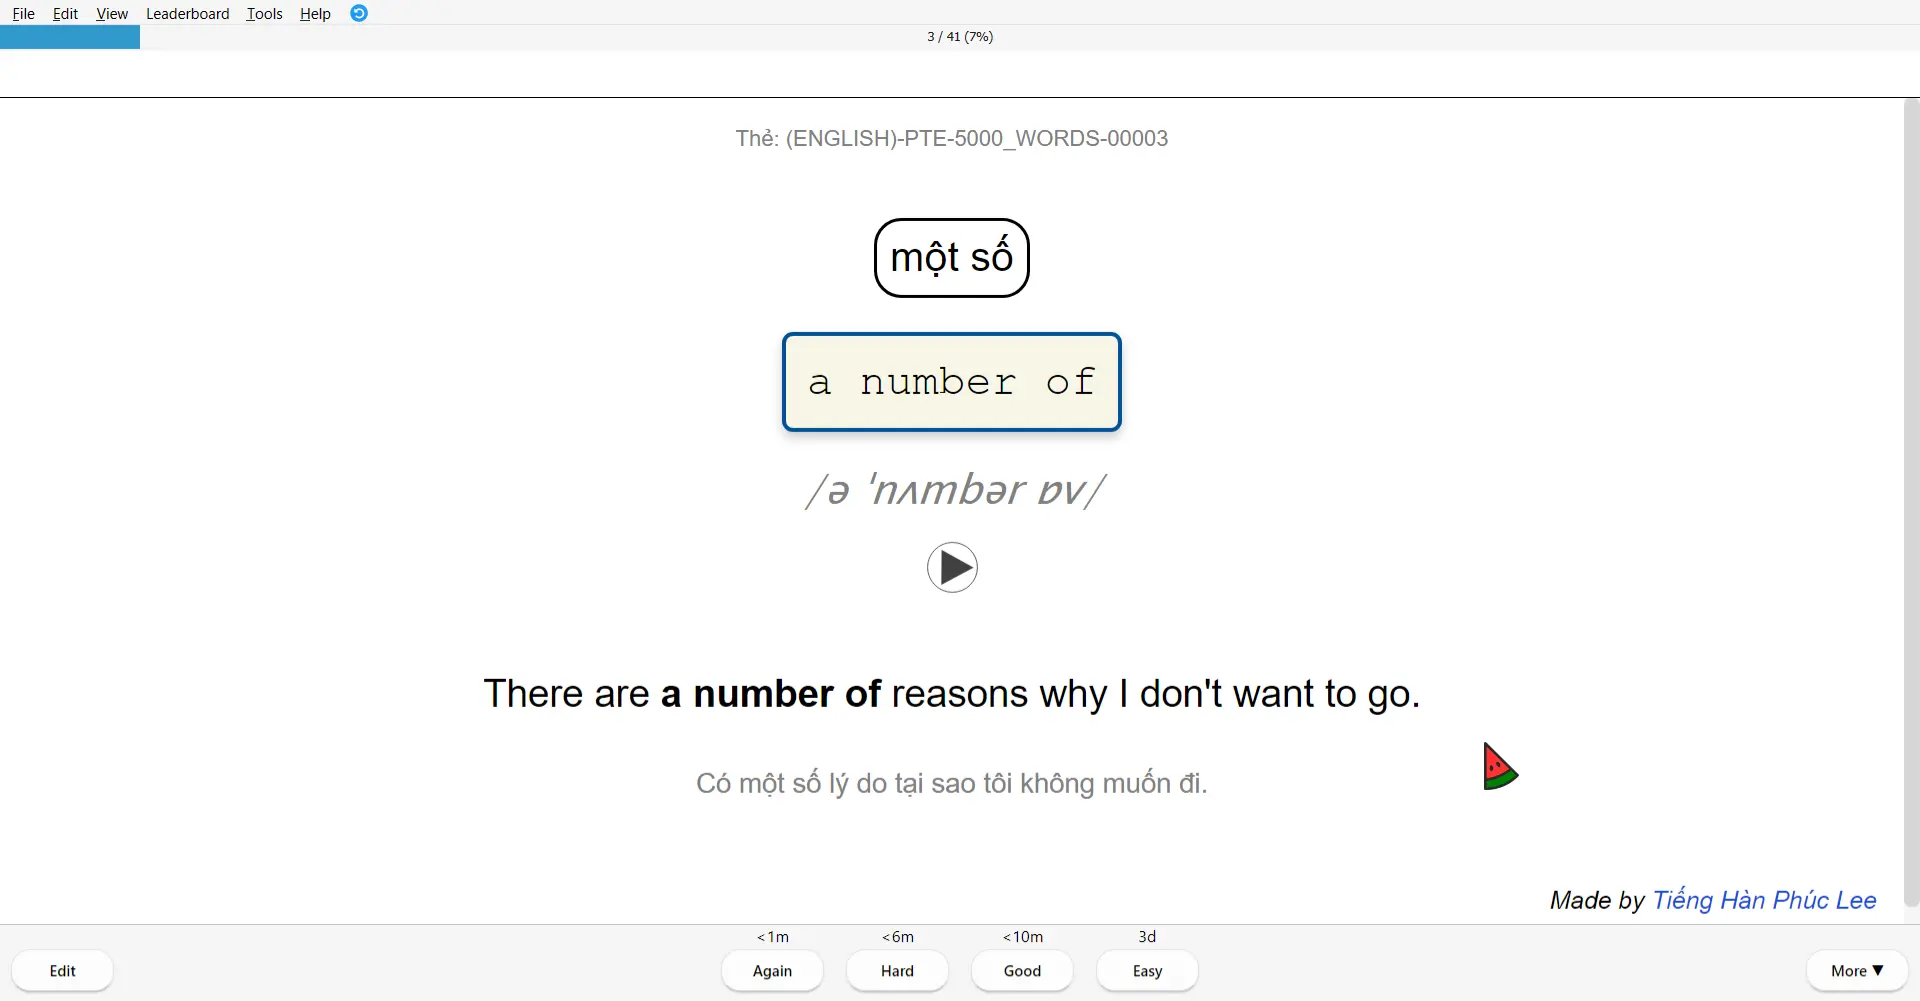 File Edit View Leaderboard Tools Help
3 / 41 (7%)
Thẻ: (ENGLISH)-PTE-5000_WORDS-00003
một số
a number of
/ə ˈnʌmbər ɒv/
There are a number of reasons why I don't want to go.
Có một số lý do tại sao tôi không muốn đi.
Made by Tiếng Hàn Phúc Lee
<1m <6m <10m 3d
Edit Again Hard Good Easy More ▼